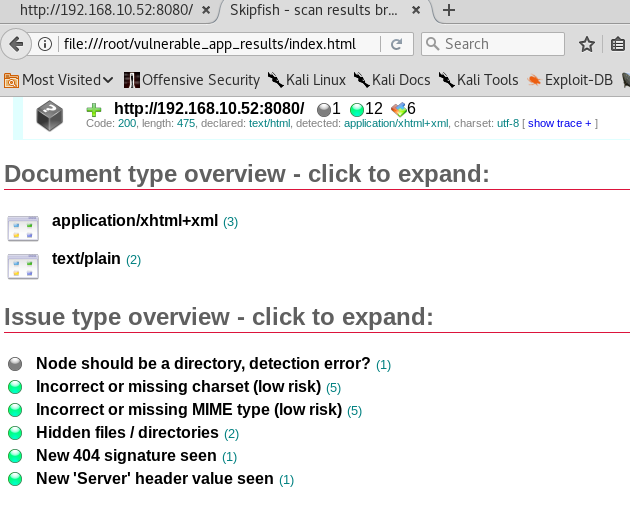 http://192.168.10.52:8080/ × Skipfish - scan results br... × +
file:///root/vulnerable_app_results/index.html Search
Most Visited Offensive Security Kali Linux Kali Docs Kali Tools Exploit-DB
http://192.168.10.52:8080/ 1 12 6
Code: 200, length: 475, declared: text/html, detected: application/xhtml+xml, charset: utf-8 [ show trace + ]
Document type overview - click to expand:
application/xhtml+xml (3)
text/plain (2)
Issue type overview - click to expand:
Node should be a directory, detection error? (1)
Incorrect or missing charset (low risk) (5)
Incorrect or missing MIME type (low risk) (5)
Hidden files / directories (2)
New 404 signature seen (1)
New 'Server' header value seen (1)